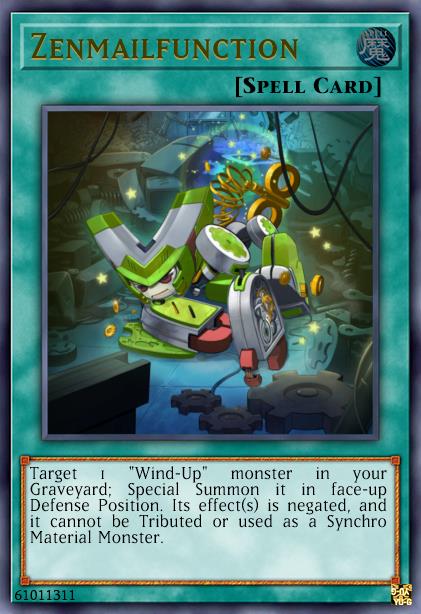 Zenmailfunction
[Spell Card]
Target 1 "Wind-Up" monster in your
Graveyard; Special Summon it in face-up
Defense Position. Its effect(s) is negated, and
it cannot be Tributed or used as a Synchro
Material Monster.
61011311